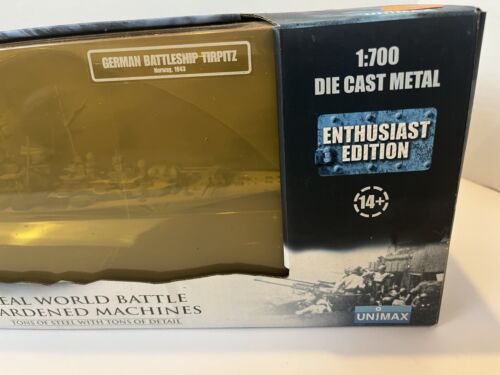 GERMAN BATTLESHIP TIRPITZ
Norway, 1943
1:700
DIE CAST METAL
ENTHUSIAST
EDITION
14+
EAL WORLD BATTLE
ARDENED MACHINES
TONS OF STEEL WITH TONS OF DETAIL
UNIMAX